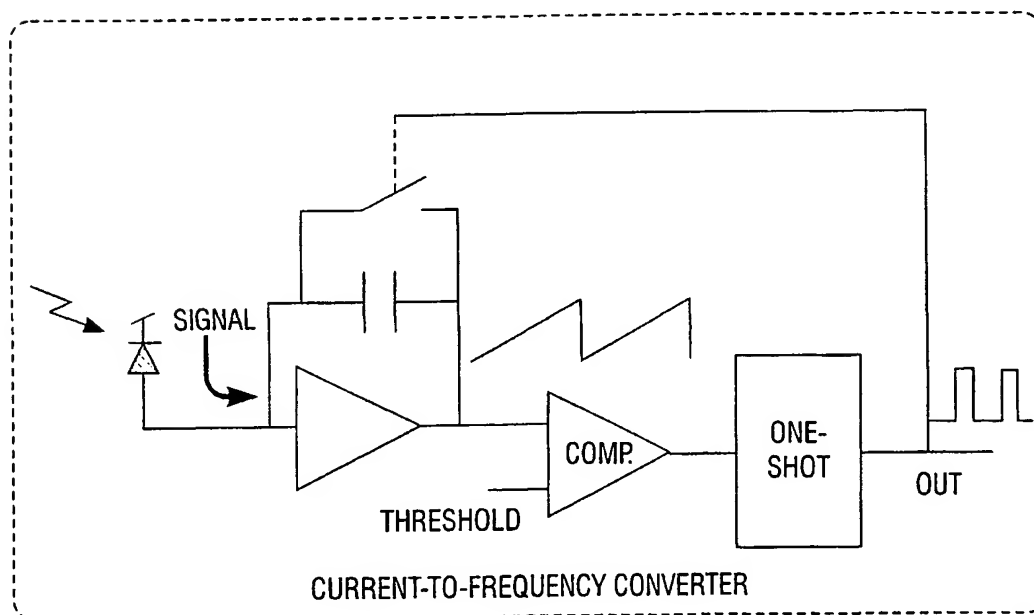 SIGNAL
COMP.
THRESHOLD
ONE-
SHOT
OUT
CURRENT-TO-FREQUENCY CONVERTER